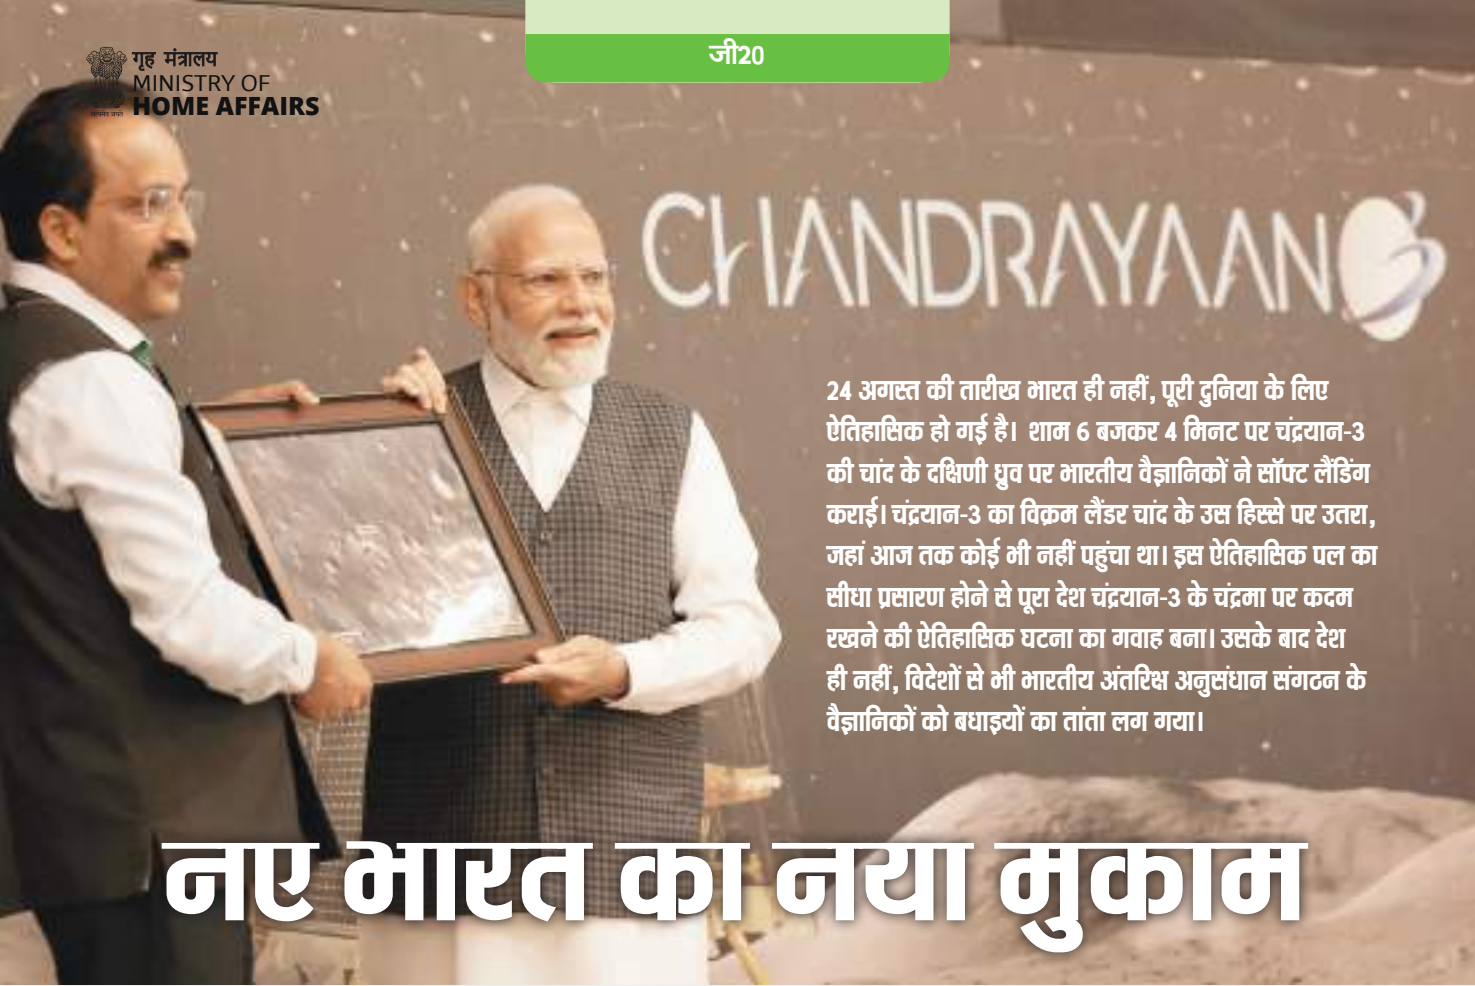 गृह मंत्रालय
MINISTRY OF
HOME AFFAIRS
सत्यमेव जयते
जी20
CHANDRAYAAN
24 अगस्त की तारीख भारत ही नहीं, पूरी दुनिया के लिए
ऐतिहासिक हो गई है। शाम 6 बजकर 4 मिनट पर चंद्रयान-3
की चांद के दक्षिणी ध्रुव पर भारतीय वैज्ञानिकों ने सॉफ्ट लैंडिंग
कराई। चंद्रयान-3 का विक्रम लैंडर चांद के उस हिस्से पर उतरा,
जहां आज तक कोई भी नहीं पहुंचा था। इस ऐतिहासिक पल का
सीधा प्रसारण होने से पूरा देश चंद्रयान-3 के चंद्रमा पर कदम
रखने की ऐतिहासिक घटना का गवाह बना। उसके बाद देश
ही नहीं, विदेशों से भी भारतीय अंतरिक्ष अनुसंधान संगठन के
वैज्ञानिकों को बधाइयों का तांता लग गया।
नए भारत का नया मुकाम